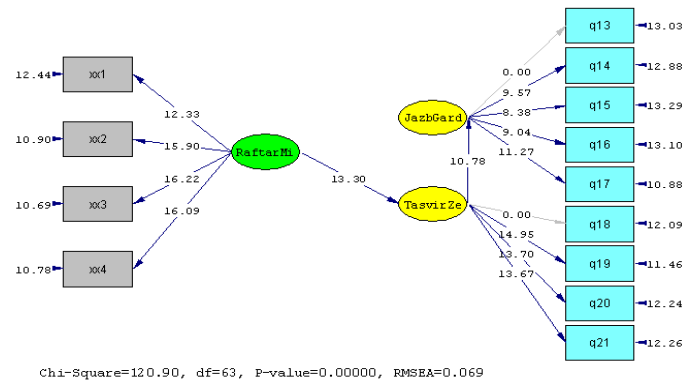 q13
13.03
12.44
xx1
0.00
q14
12.88
9.57
JazbGard
8.38
q15
13.29
12.33
9.04
10.90
xx2
15.90
RaftarMi
11.27
q16
13.10
16.22
13.30
10.78
q17
10.88
10.69
xx3
16.09
TasvirZe
0.00
q18
12.09
14.95
10.78
xx4
13.70
q19
11.46
13.67
q20
12.24
q21
12.26
Chi-Square=120.90, df=63, P-value=0.00000, RMSEA=0.069